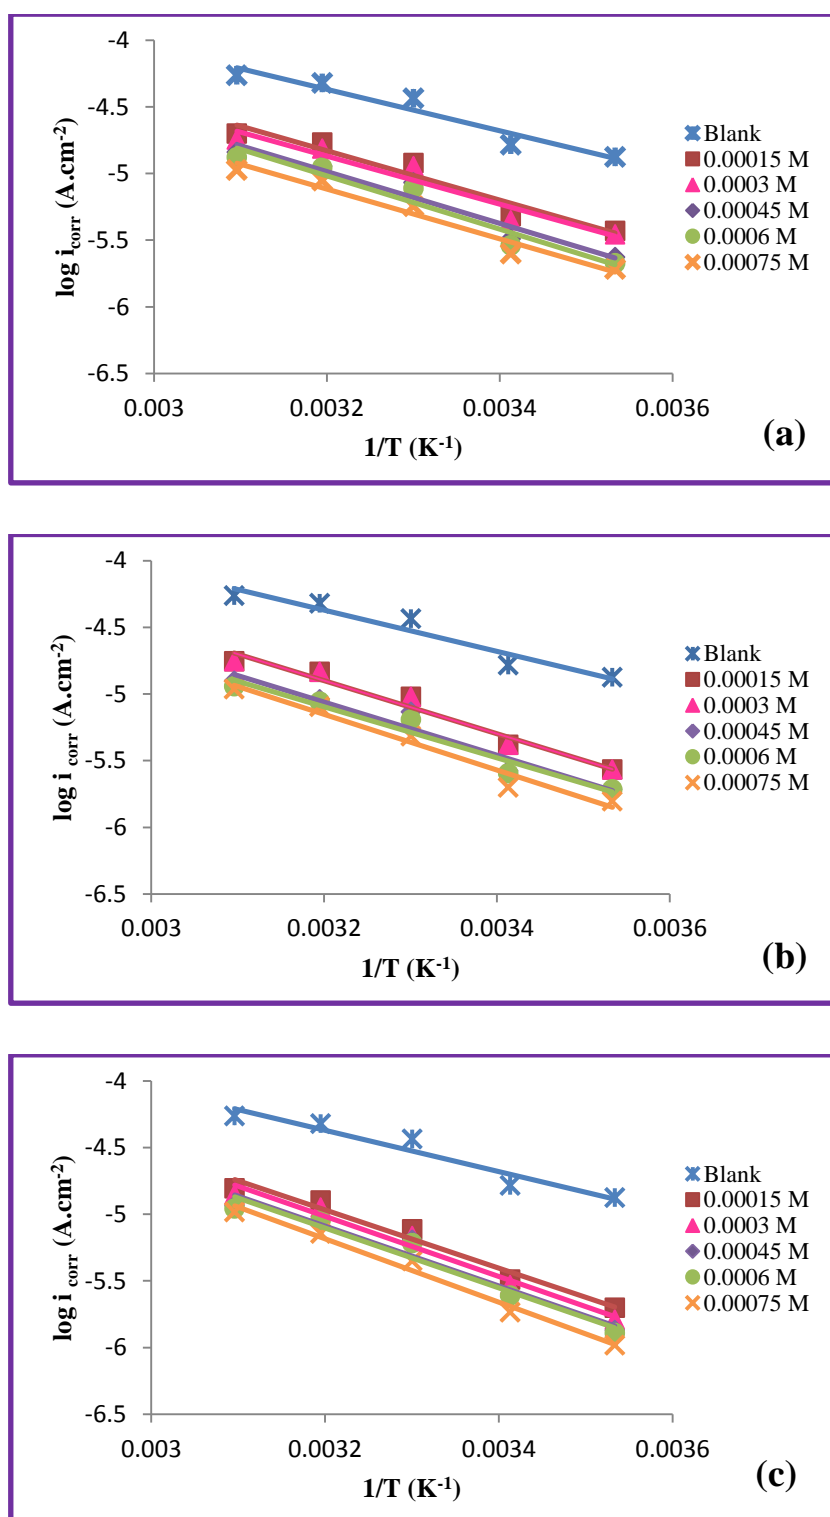 -4
-4.5
-5
-5.5
-6
-6.5
log i corr (A.cm-2)
0.003 0.0032 0.0034 0.0036
1/T (K-1)
Blank
0.00015 M
0.0003 M
0.00045 M
0.0006 M
0.00075 M
(a)
-4
-4.5
-5
-5.5
-6
-6.5
log i corr (A.cm-2)
0.003 0.0032 0.0034 0.0036
1/T (K-1)
Blank
0.00015 M
0.0003 M
0.00045 M
0.0006 M
0.00075 M
(b)
-4
-4.5
-5
-5.5
-6
-6.5
log i corr (A.cm-2)
0.003 0.0032 0.0034 0.0036
1/T (K-1)
Blank
0.00015 M
0.0003 M
0.00045 M
0.0006 M
0.00075 M
(c)